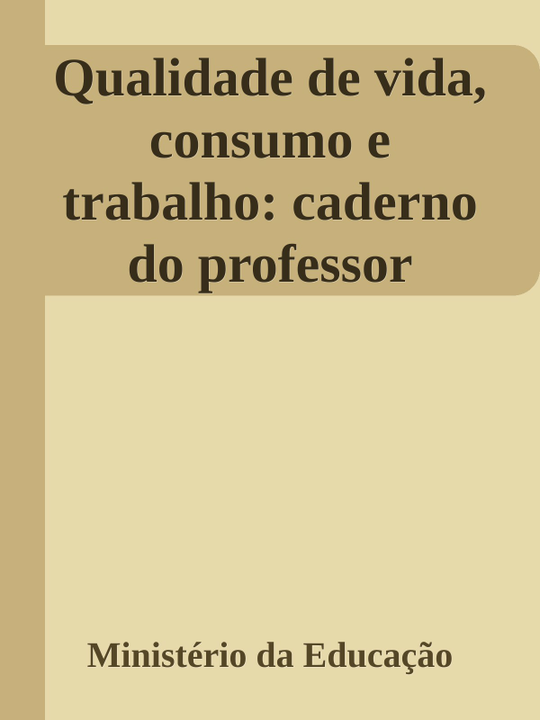 Qualidade de vida,
consumo e
trabalho: caderno
do professor
Ministério da Educação